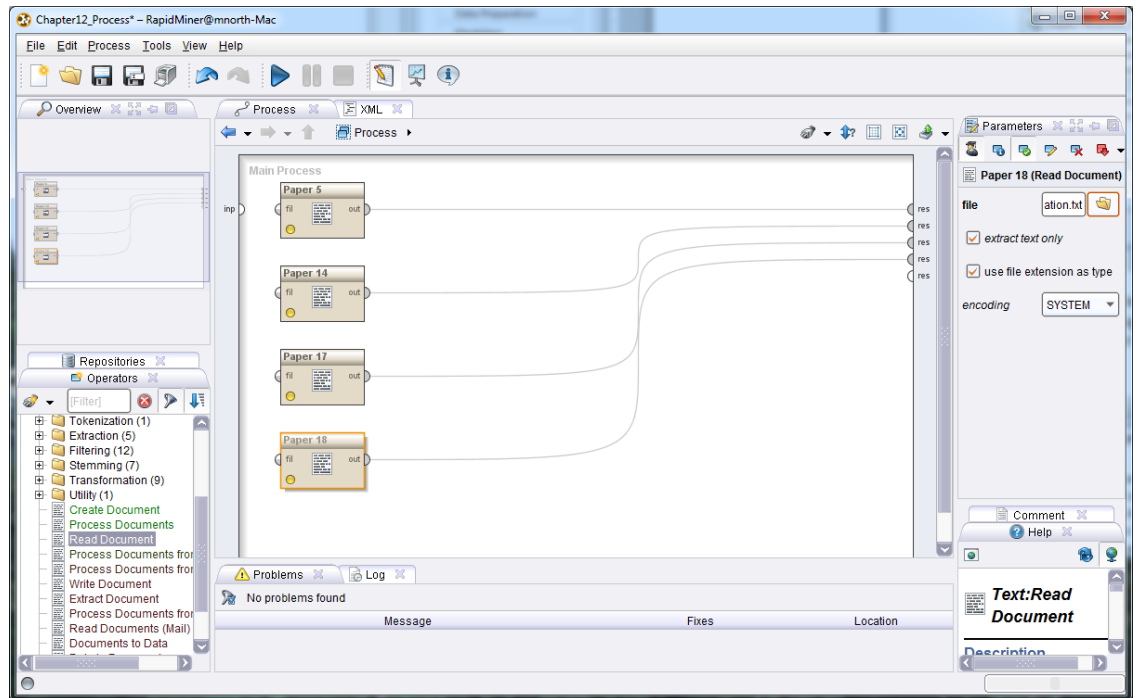 Chapter12_Process* – RapidMiner@mnorth-Mac
File Edit Process Tools View Help
Overview
Process
XML
Process
Parameters
Main Process
Paper 18 (Read Document)
inp
Paper 5
fil out
Paper 14
fil out
Paper 17
fil out
Paper 18
fil out
res
res
res
res
res
file
ation.txt
extract text only
use file extension as type
encoding
SYSTEM
Repositories
Operators
[Filter]
Tokenization (1)
Extraction (5)
Filtering (12)
Stemming (7)
Transformation (9)
Utility (1)
Create Document
Process Documents
Read Document
Process Documents fror
Process Documents fror
Write Document
Extract Document
Process Documents fror
Read Documents (Mail)
Documents to Data
Problems
Log
No problems found
Message Fixes Location
Comment
Help
Text:Read
Document
Description